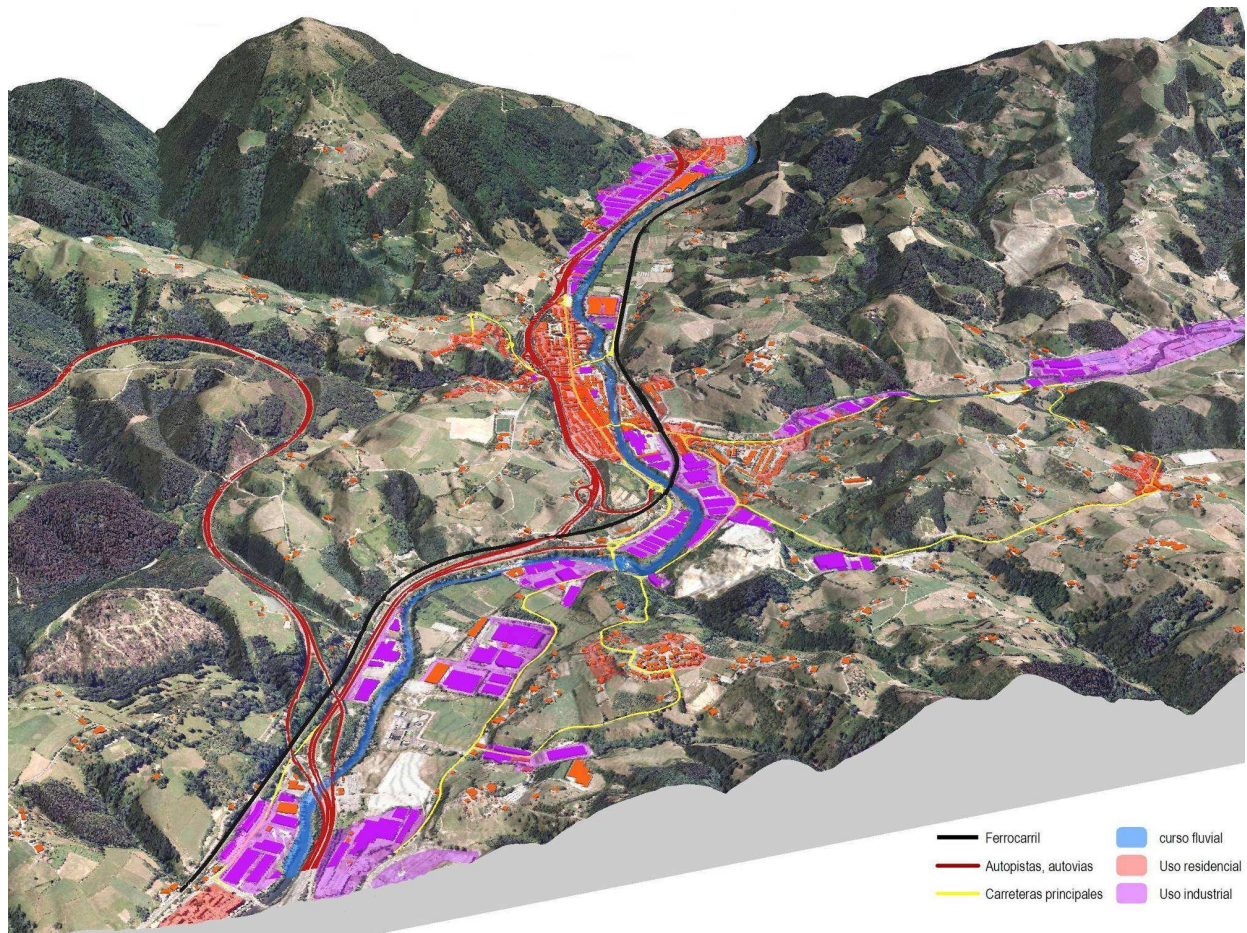 Ferrocarril
Autopistas, autovias
Carreteras principales
curso fluvial
Uso residencial
Uso industrial